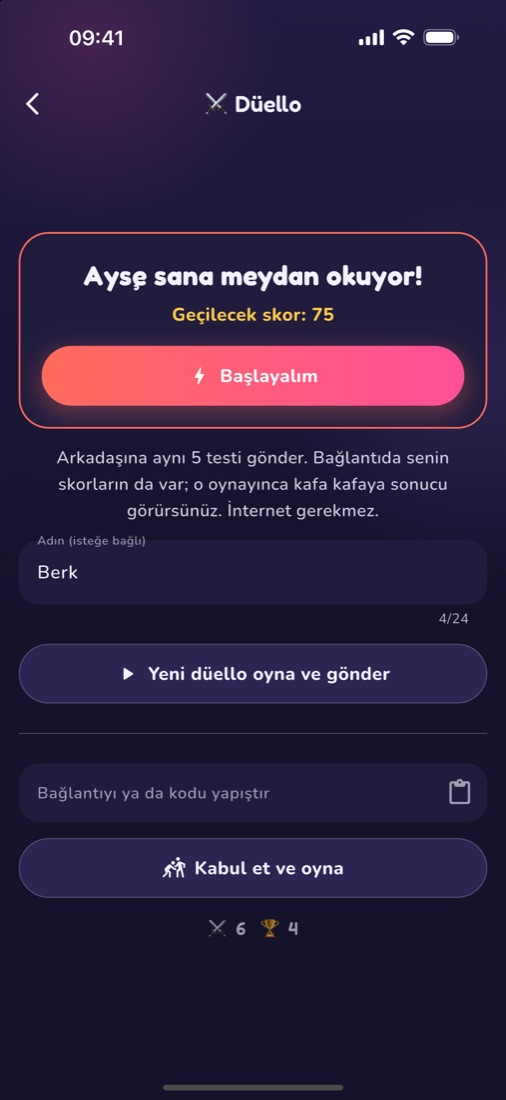 09:41
Düello
Ayşe sana meydan okuyor!
Geçilecek skor: 75
Başlayalım
Arkadaşına aynı 5 testi gönder. Bağlantıda senin
skorların da var; o oynayınca kafa kafaya sonucu
görürsünüz. İnternet gerekmez.
Adın (isteğe bağlı)
Berk
4/24
Yeni düello oyna ve gönder
Bağlantıyı ya da kodu yapıştır
Kabul et ve oyna
6 4